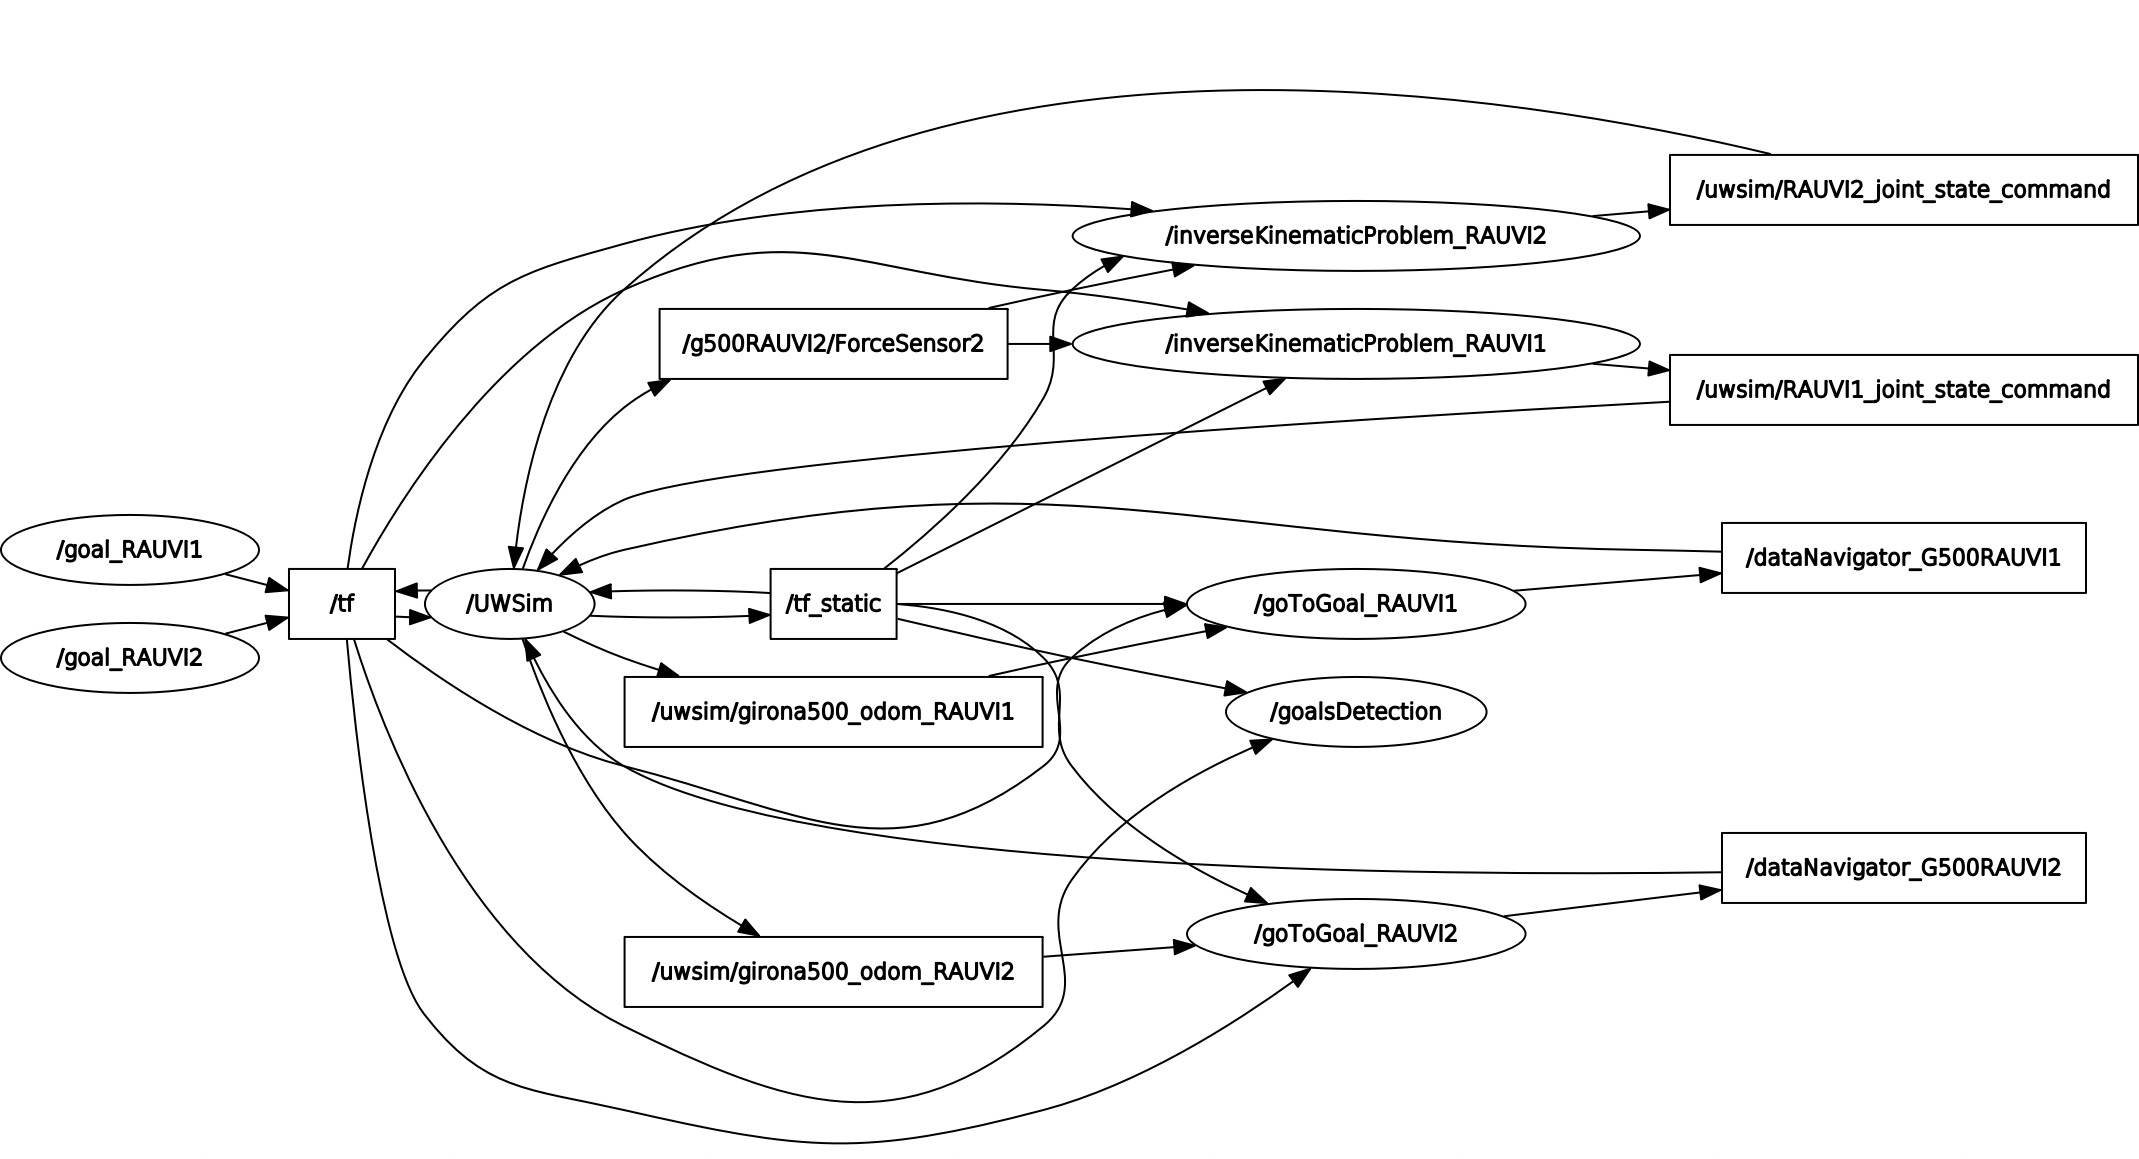 /uwsim/RAUVI2_joint_state_command
/inverseKinematicProblem_RAUVI2
/g500RAUVI2/ForceSensor2
/inverseKinematicProblem_RAUVI1
/uwsim/RAUVI1_joint_state_command
/goal_RAUVI1
/dataNavigator_G500RAUVI1
/tf
/UWSim
/tf_static
/goToGoal_RAUVI1
/goal_RAUVI2
/uwsim/girona500_odom_RAUVI1
/goalsDetection
/dataNavigator_G500RAUVI2
/goToGoal_RAUVI2
/uwsim/girona500_odom_RAUVI2